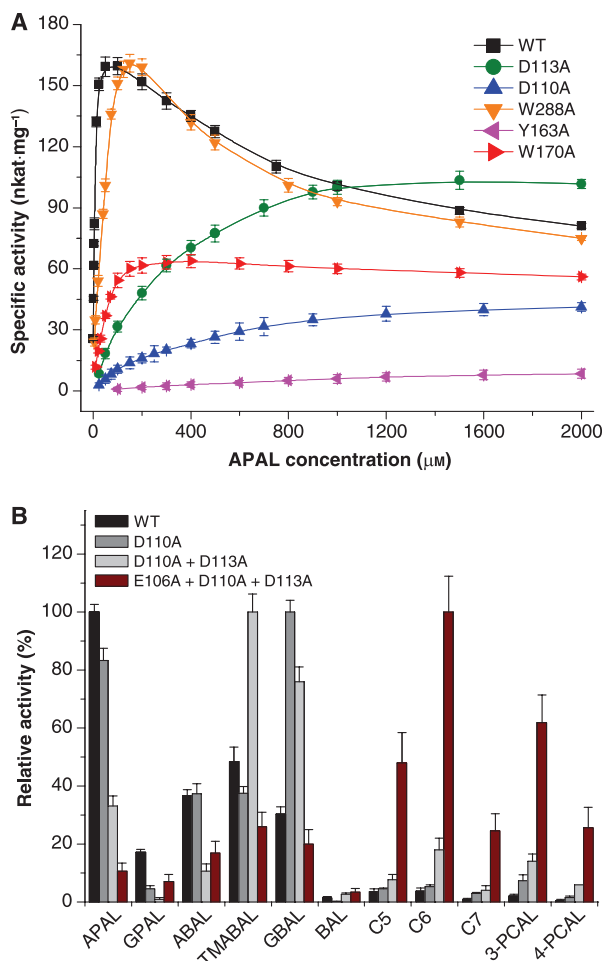 A
Specific activity (nkat·mg⁻¹)
180
150
120
90
60
30
0
WT
D113A
D110A
W288A
Y163A
W170A
0 400 800 1200 1600 2000
APAL concentration (μM)
B
Relative activity (%)
120
100
80
60
40
20
0
WT
D110A
D110A + D113A
E106A + D110A + D113A
APAL GPAL ABAL TMABAL GBAL BAL C5 C6 C7 3-PCAL 4-PCAL